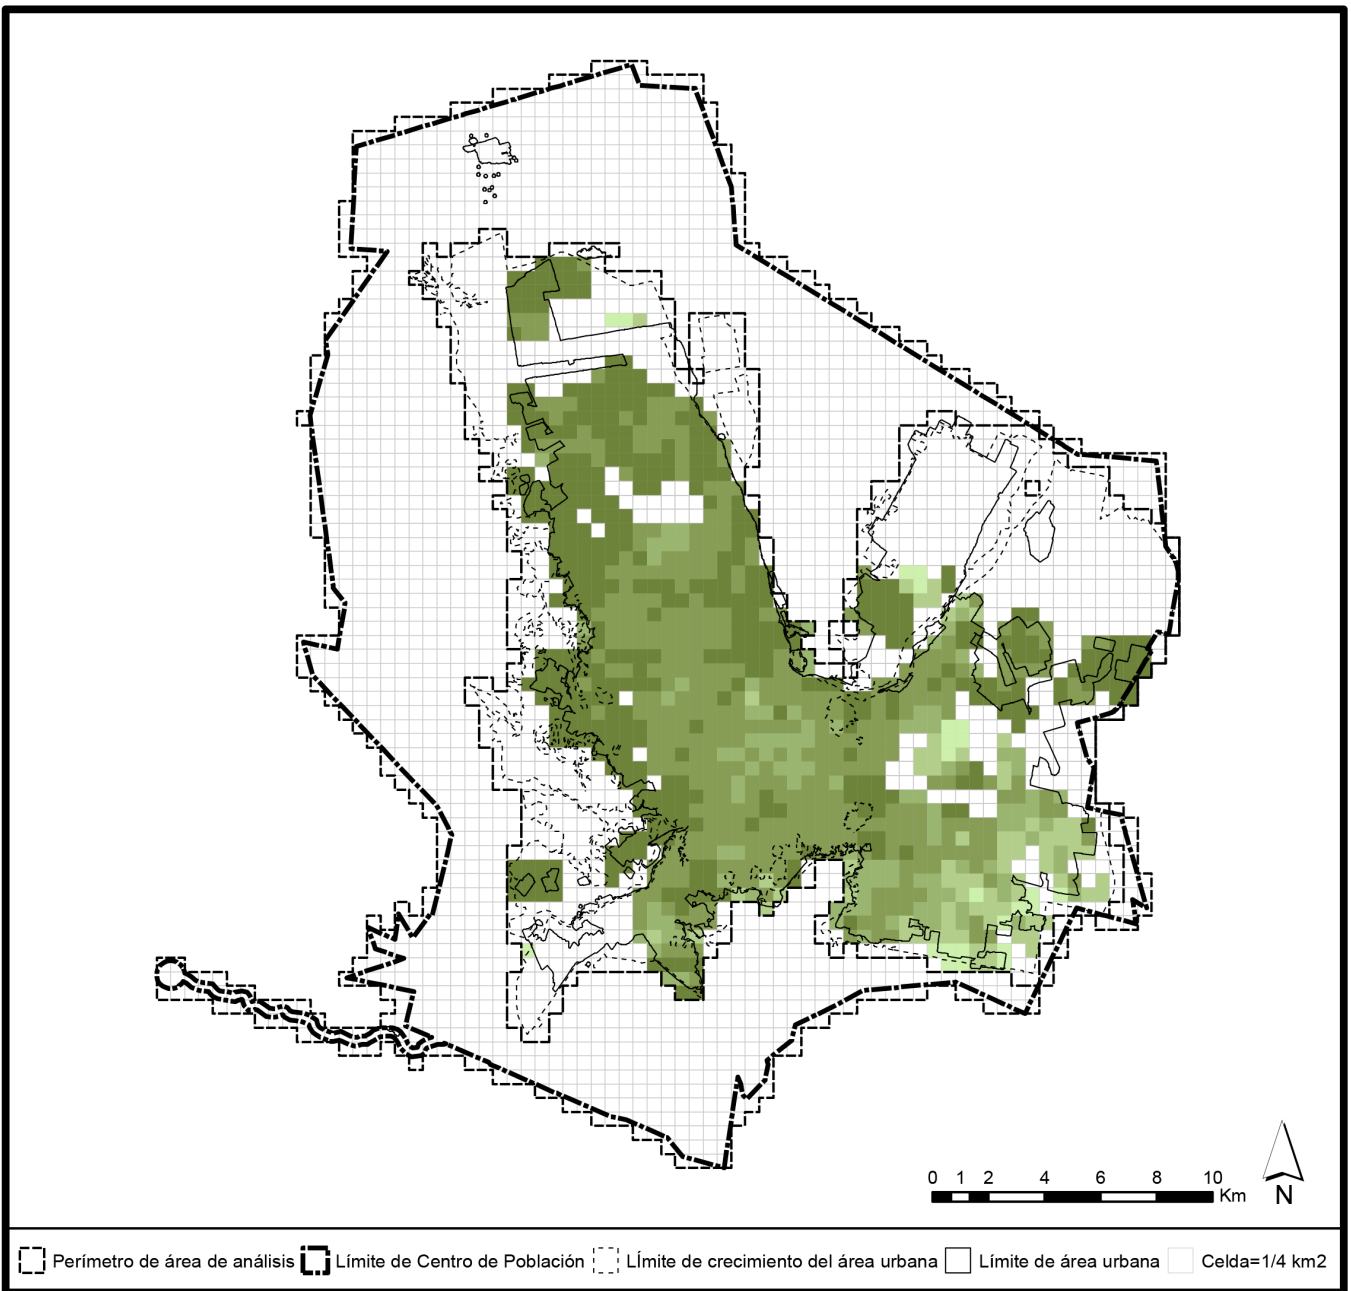 0 1 2 4 6 8 10
Km
N
Perímetro de área de análisis Límite de Centro de Población LÍmite de crecimiento del área urbana Límite de área urbana Celda=1/4 km2